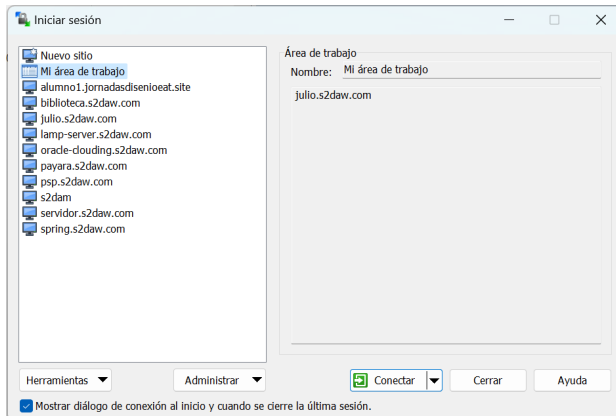 Iniciar sesión
Nuevo sitio
Mi área de trabajo
alumno1.jornadasdisenioeat.site
biblioteca.s2daw.com
julio.s2daw.com
lamp-server.s2daw.com
oracle-clouding.s2daw.com
payara.s2daw.com
psp.s2daw.com
s2dam
servidor.s2daw.com
spring.s2daw.com
Área de trabajo
Nombre: Mi área de trabajo
julio.s2daw.com
Herramientas Administrar Conectar Cerrar Ayuda
Mostrar diálogo de conexión al inicio y cuando se cierre la última sesión.